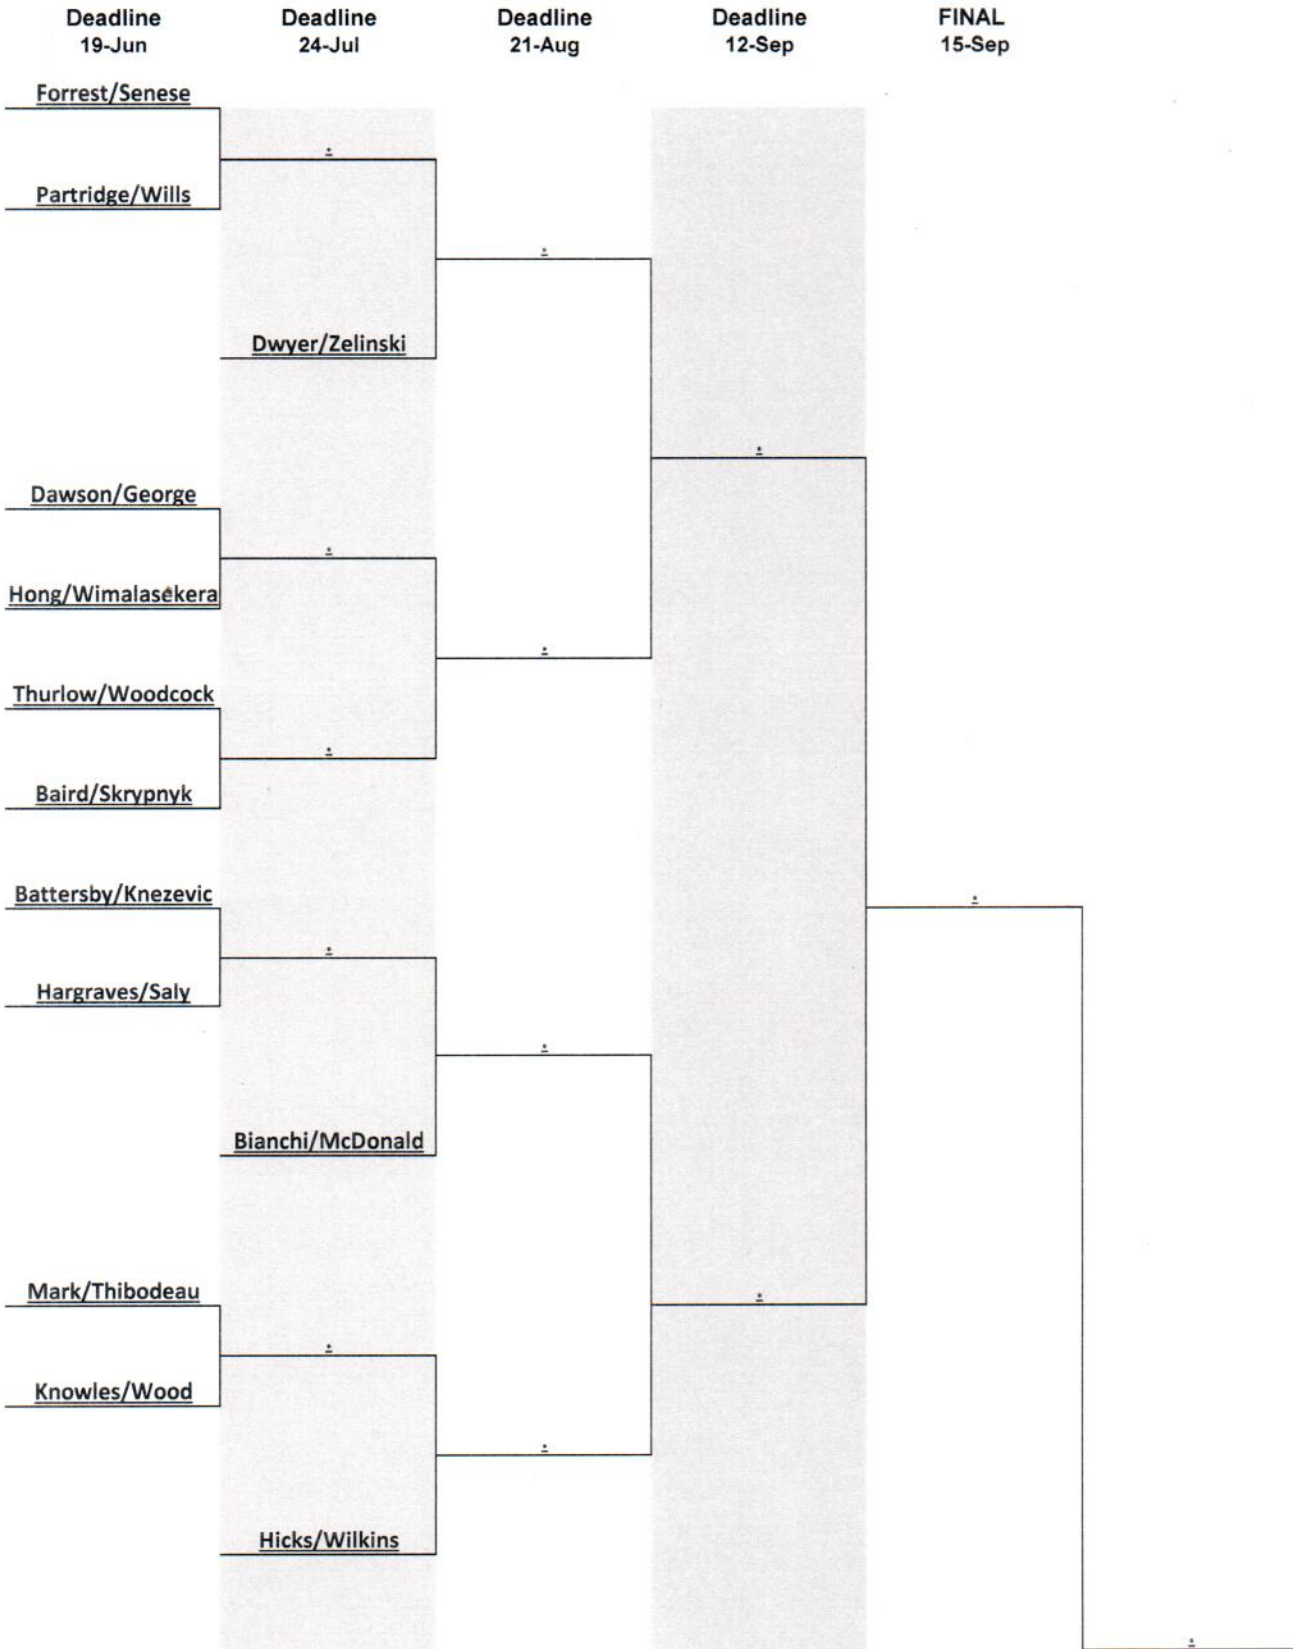 Deadline Deadline Deadline Deadline FINAL
19-Jun 24-Jul 21-Aug 12-Sep 15-Sep
Forrest/Senese
Partridge/Wills
Dwyer/Zelinski
Dawson/George
Hong/Wimalasekera
Thurlow/Woodcock
Baird/Skrypnyk
Battersby/Knezevic
Hargraves/Saly
Bianchi/McDonald
Mark/Thibodeau
Knowles/Wood
Hicks/Wilkins